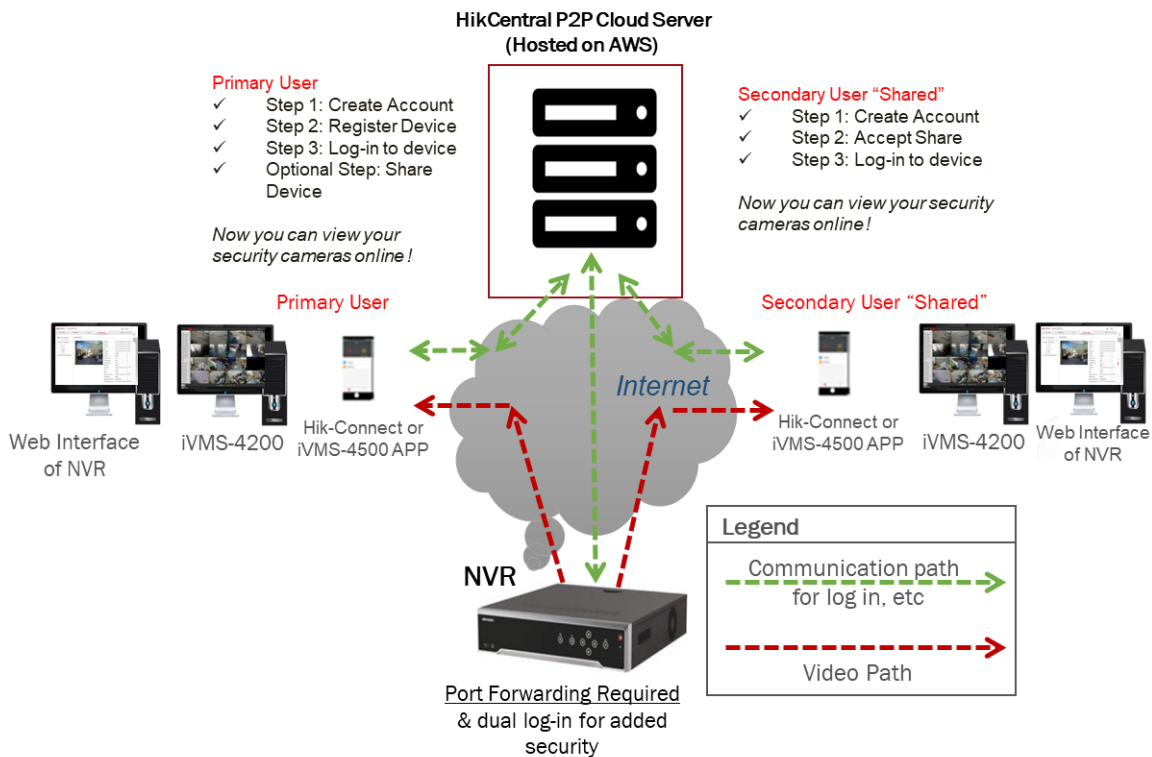 HikCentral P2P Cloud Server
(Hosted on AWS)
Primary User
✓ Step 1: Create Account
✓ Step 2: Register Device
✓ Step 3: Log-in to device
✓ Optional Step: Share
Device
Now you can view your
security cameras online !
Secondary User “Shared”
✓ Step 1: Create Account
✓ Step 2: Accept Share
✓ Step 3: Log-in to device
Now you can view your security
cameras online !
Primary User
Secondary User “Shared”
Internet
Web Interface
of NVR
iVMS-4200
Hik-Connect or
iVMS-4500 APP
Hik-Connect or
iVMS-4500 APP
iVMS-4200
Web Interface
of NVR
NVR
Port Forwarding Required
& dual log-in for added
security
Legend
Communication path
for log in, etc
Video Path